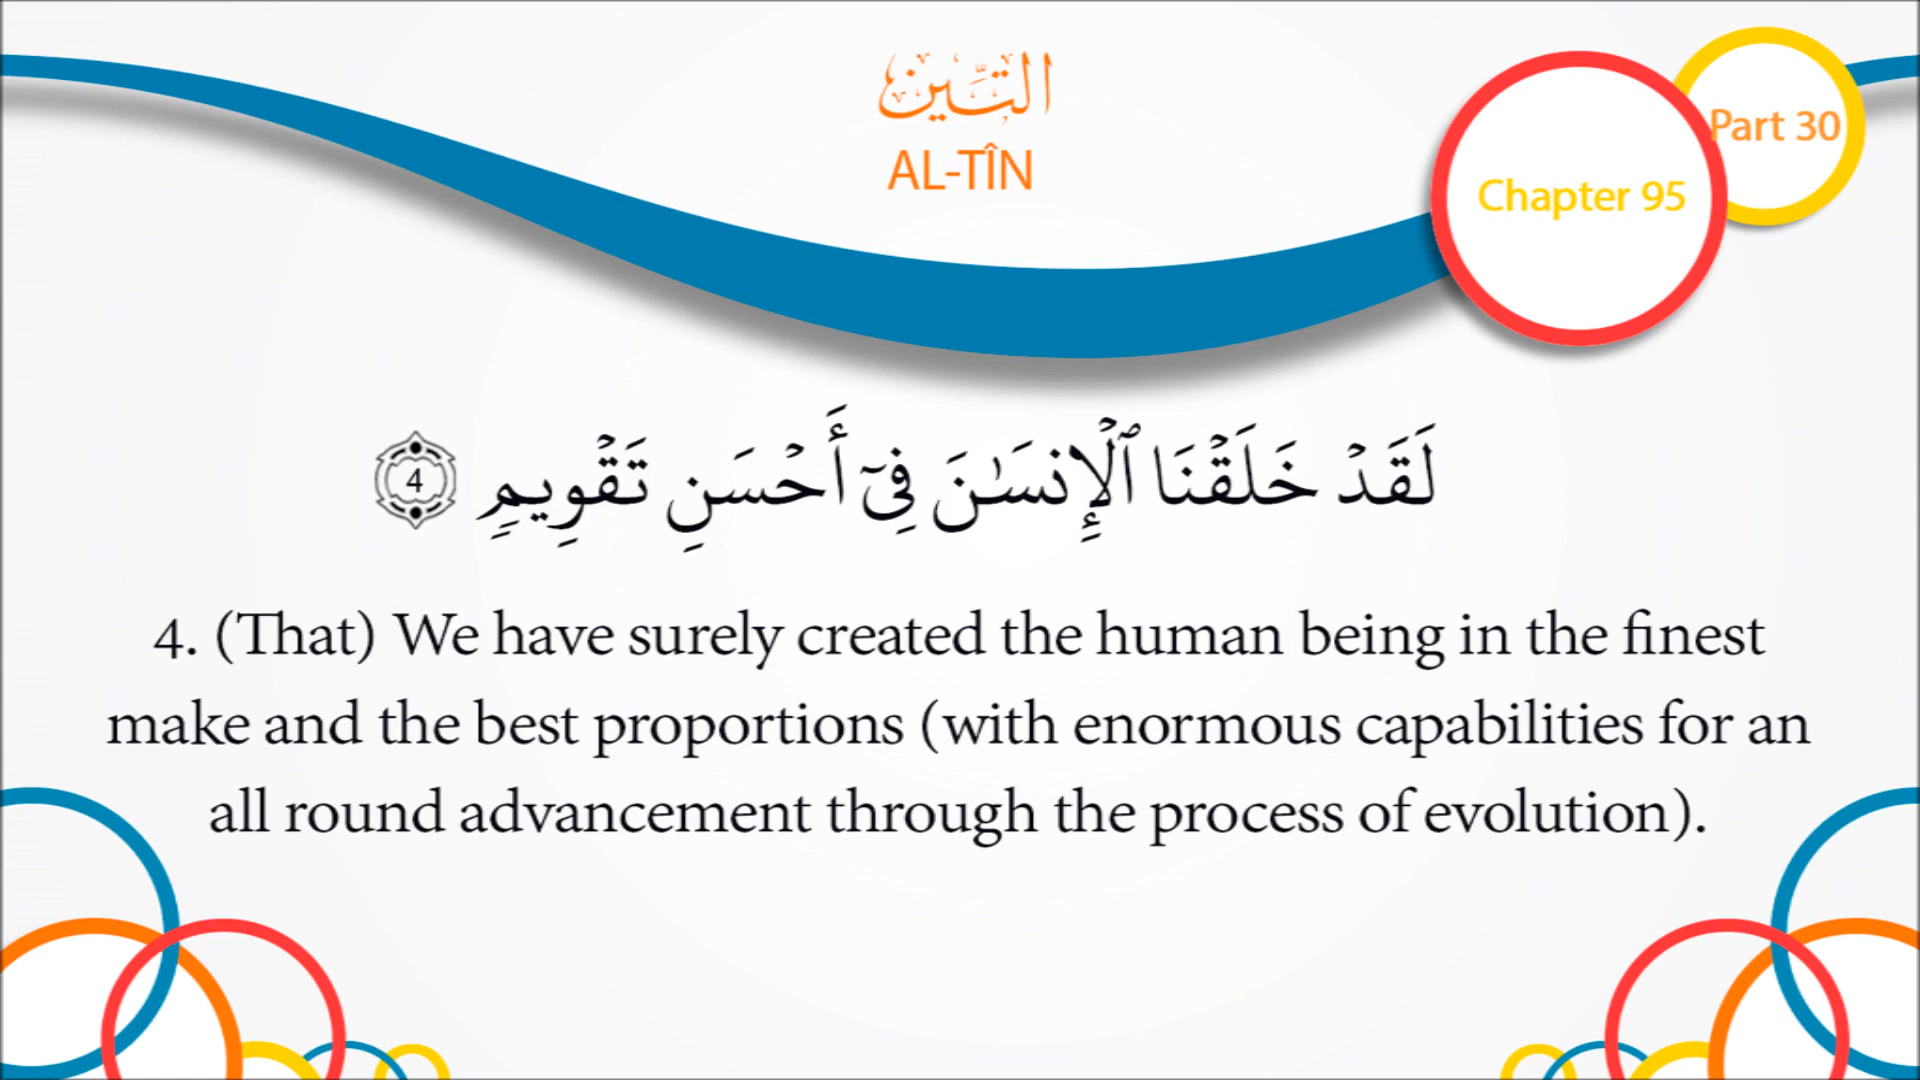 التِّين
AL-TÎN
Part 30
Chapter 95
لَقَدۡ خَلَقۡنَا ٱلۡإِنسَـٰنَ فِىٓ أَحۡسَنِ تَقۡوِيمٍ 4
4. (That) We have surely created the human being in the finest
make and the best proportions (with enormous capabilities for an
all round advancement through the process of evolution).